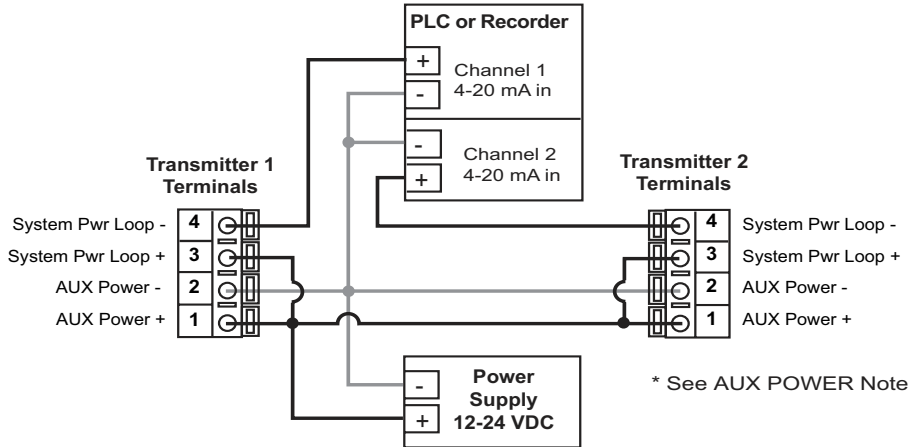 PLC or Recorder
+
Channel 1
4-20 mA in
-
-
Channel 2
4-20 mA in
+
Transmitter 1
Terminals
System Pwr Loop - 4
System Pwr Loop + 3
AUX Power - 2
AUX Power + 1
Transmitter 2
Terminals
4 System Pwr Loop -
3 System Pwr Loop +
2 AUX Power -
1 AUX Power +
-
+
Power
Supply
12-24 VDC
* See AUX POWER Note